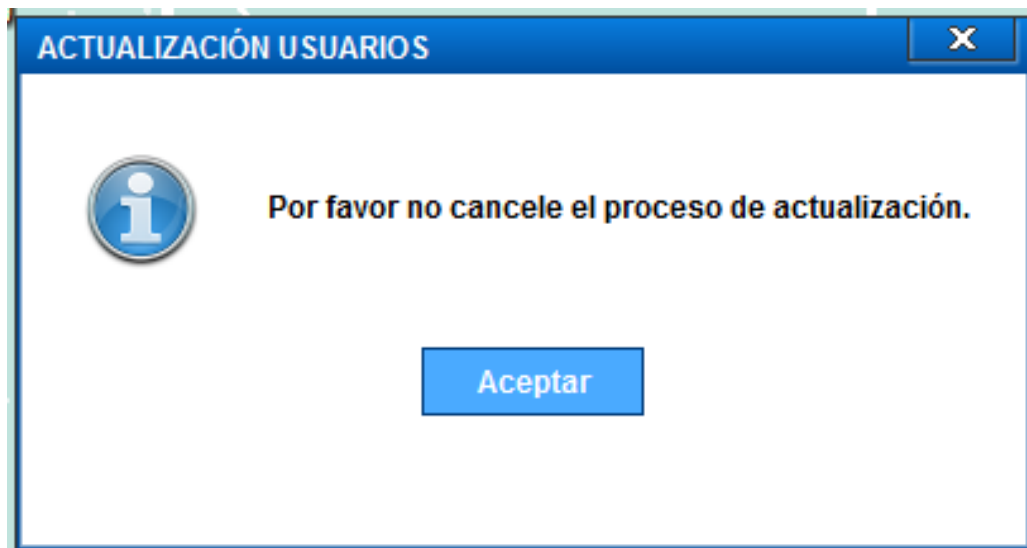 ACTUALIZACIÓN USUARIOS
Por favor no cancele el proceso de actualización.
Aceptar